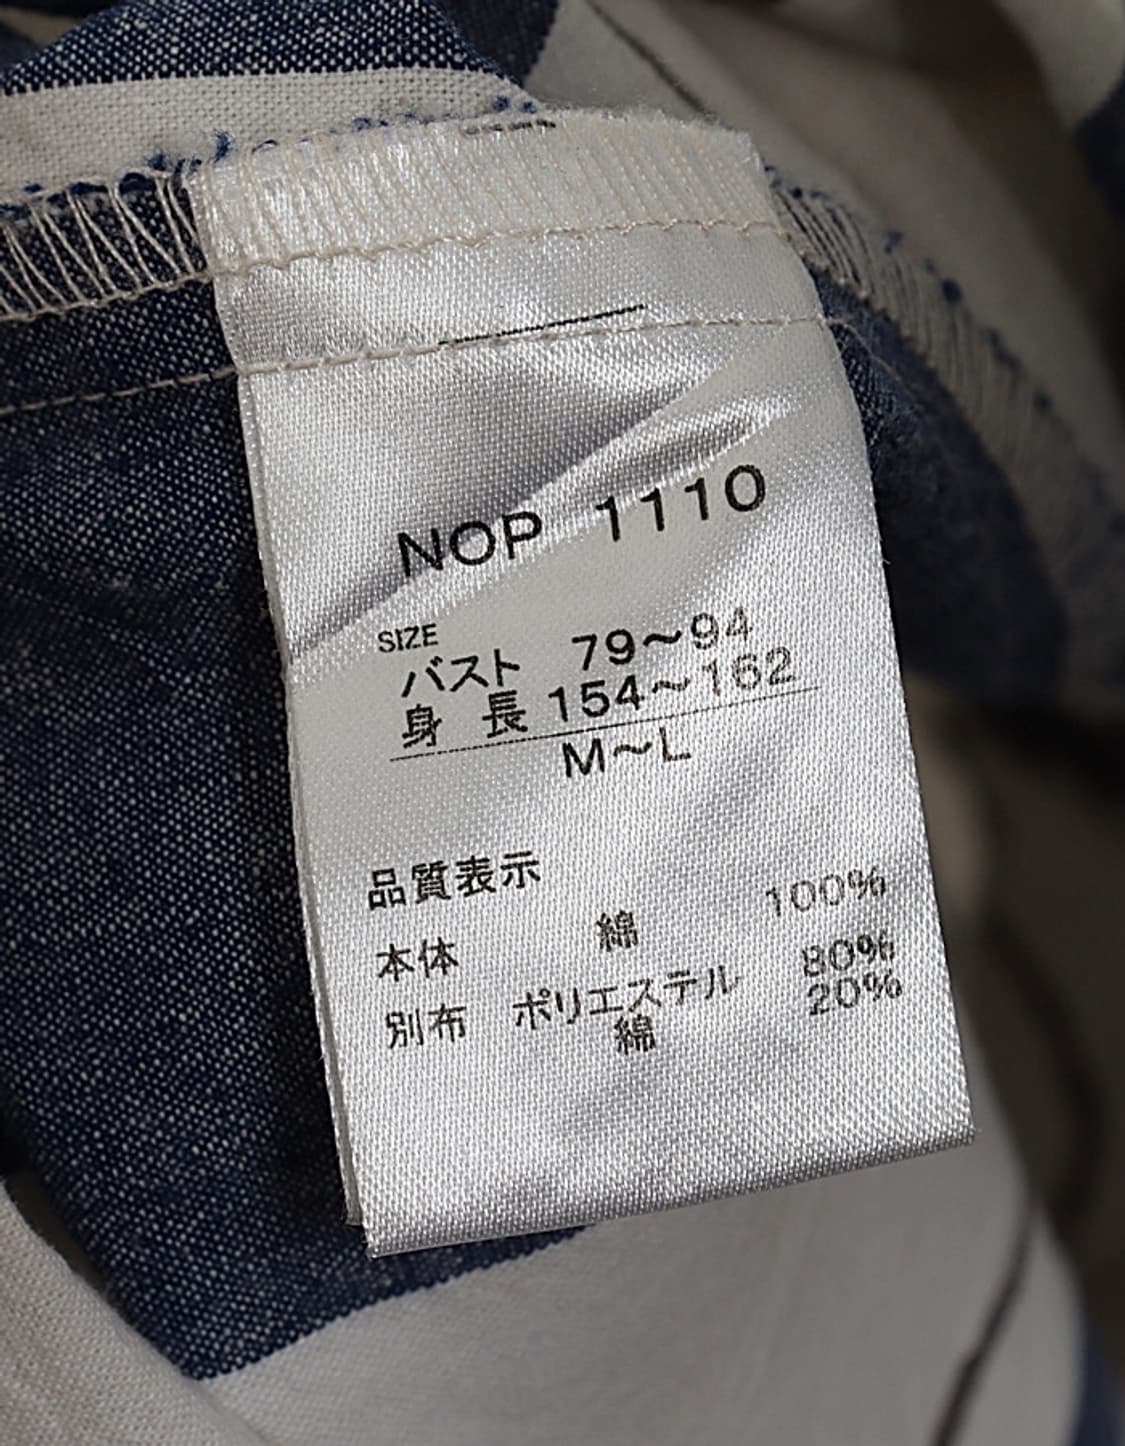 NOP 1110
SIZE
バスト 79～94
身長 154～162
M～L
品質表示
本体 綿 100%
別布 ポリエステル 80%
綿 20%